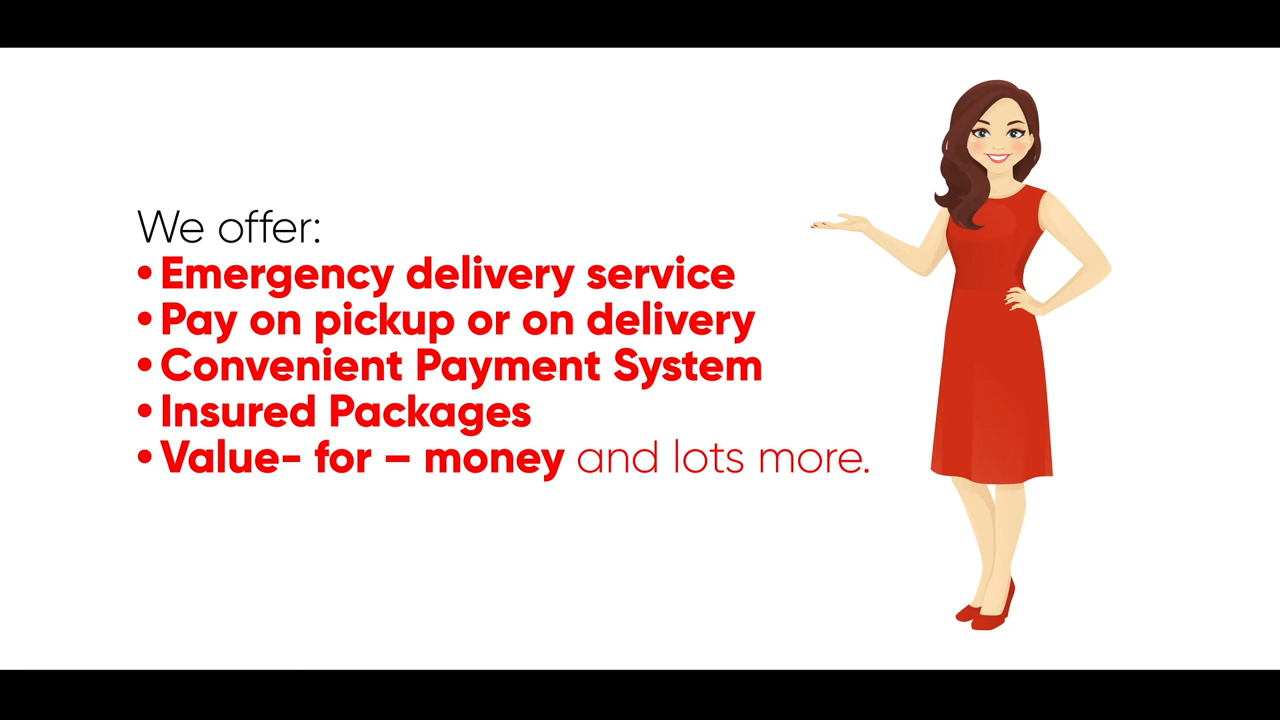 We offer:
• Emergency delivery service
• Pay on pickup or on delivery
• Convenient Payment System
• Insured Packages
• Value- for – money and lots more.